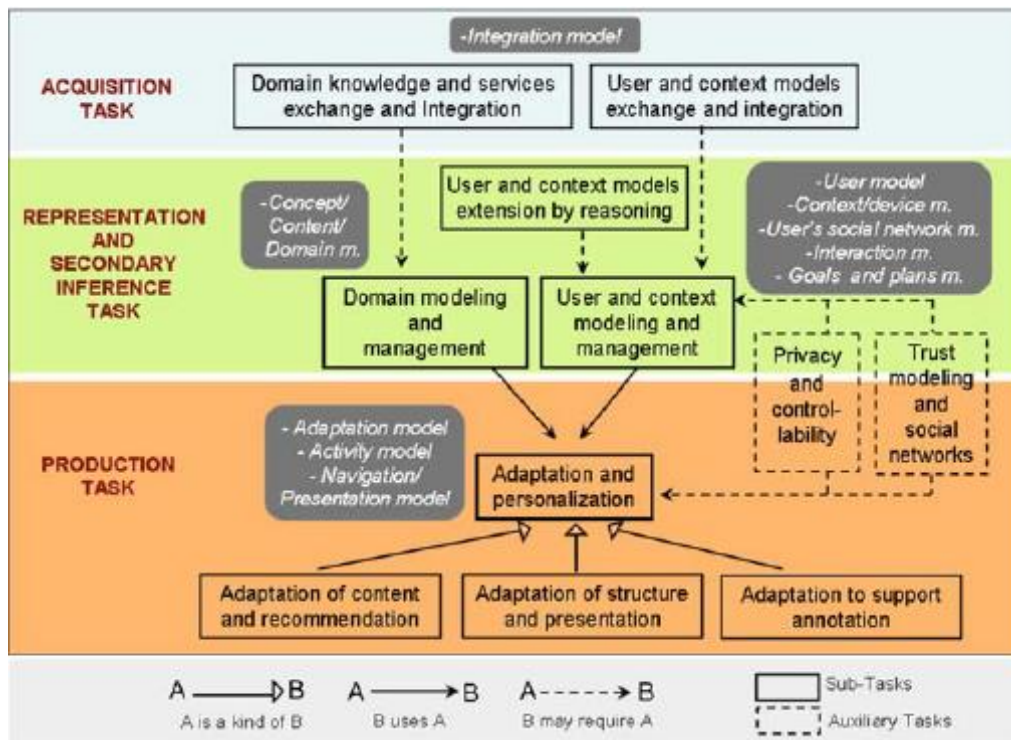 -Integration model
ACQUISITION
TASK
Domain knowledge and services
exchange and Integration
User and context models
exchange and integration
REPRESENTATION
AND
SECONDARY
INFERENCE
TASK
-Concept/
Content/
Domain m.
User and context models
extension by reasoning
-User model
-Context/device m.
-User's social network m.
-Interaction m.
- Goals and plans m.
Domain modeling
and
management
User and context
modeling and
management
Privacy
and
control-
lability
Trust
modeling
and
social
networks
PRODUCTION
TASK
- Adaptation model
- Activity model
- Navigation/
Presentation model
Adaptation and
personalization
Adaptation of content
and recommendation
Adaptation of structure
and presentation
Adaptation to support
annotation
A B
A is a kind of B
A B
B uses A
A B
B may require A
Sub-Tasks
Auxiliary Tasks